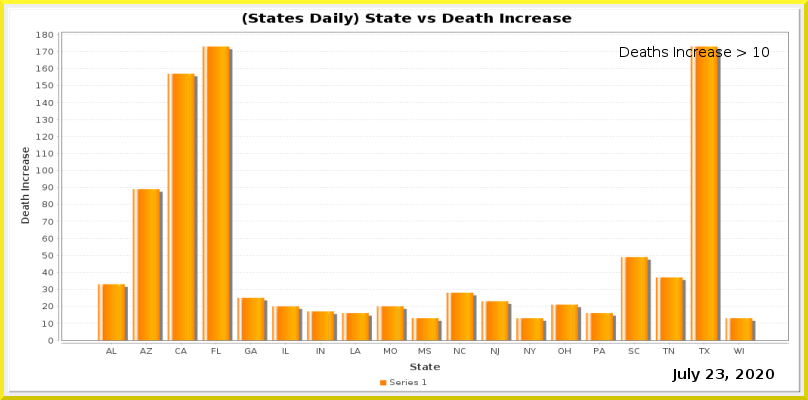 (States Daily) State vs Death Increase
Deaths Increase > 10
Death Increase
180
170
160
150
140
130
120
110
100
90
80
70
60
50
40
30
20
10
0
AL AZ CA FL GA IL IN LA MO MS NC NJ NY OH PA SC TN TX WI
State
Series 1
July 23, 2020